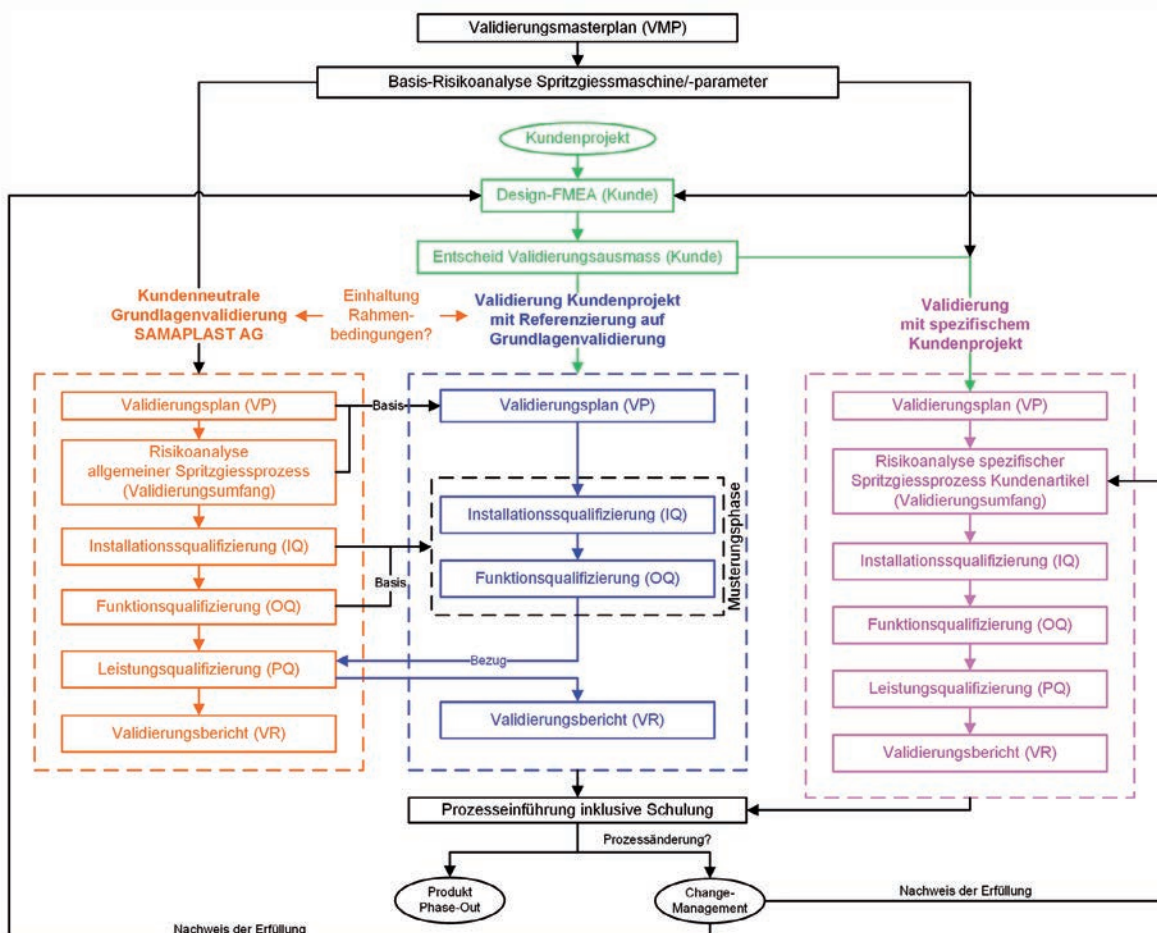 Validierungsmasterplan (VMP)
Basis-Risikoanalyse Spritzgiessmaschine/-parameter
Kundenprojekt
Design-FMEA (Kunde)
Entscheid Validierungsausmass (Kunde)
Kundenneutrale
Grundlagenvalidierung
SAMAPLAST AG
Einhaltung
Rahmen-
bedingungen?
Validierung Kundenprojekt
mit Referenzierung auf
Grundlagenvalidierung
Validierung
mit spezifischem
Kundenprojekt
Validierungsplan (VP)
Risikoanalyse
allgemeiner Spritzgiessprozess
(Validierungsumfang)
Installationssqualifizierung (IQ)
Funktionsqualifizierung (OQ)
Leistungsqualifizierung (PQ)
Validierungsbericht (VR)
Basis
Basis
Validierungsplan (VP)
Installationssqualifizierung (IQ)
Funktionsqualifizierung (OQ)
Musterungsphase
Bezug
Validierungsbericht (VR)
Validierungsplan (VP)
Risikoanalyse spezifischer
Spritzgiessprozess Kundenartikel
(Validierungsumfang)
Installationssqualifizierung (IQ)
Funktionsqualifizierung (OQ)
Leistungsqualifizierung (PQ)
Validierungsbericht (VR)
Prozesseinführung inklusive Schulung
Prozessänderung?
Produkt
Phase-Out
Change-
Management
Nachweis der Erfüllung
Nachweis der Erfüllung